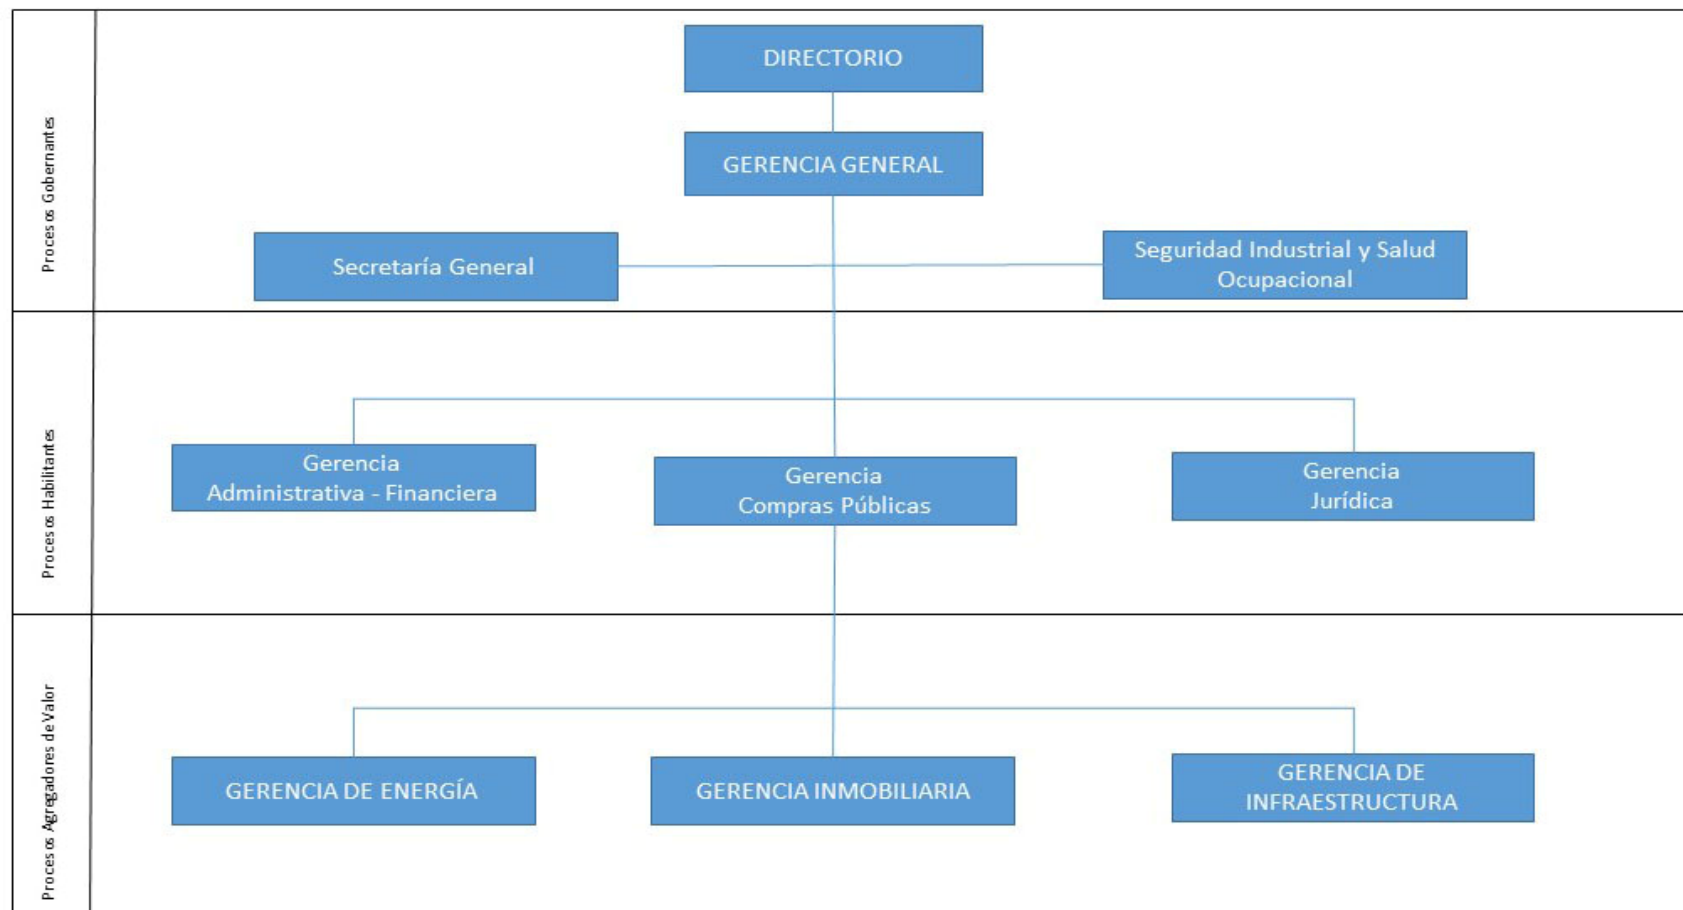 Procesos Gobernantes
DIRECTORIO
GERENCIA GENERAL
Secretaría General
Seguridad Industrial y Salud
Ocupacional
Procesos Habilitantes
Gerencia
Administrativa - Financiera
Gerencia
Compras Públicas
Gerencia
Jurídica
Procesos Agregadores de Valor
GERENCIA DE ENERGÍA
GERENCIA INMOBILIARIA
GERENCIA DE
INFRAESTRUCTURA